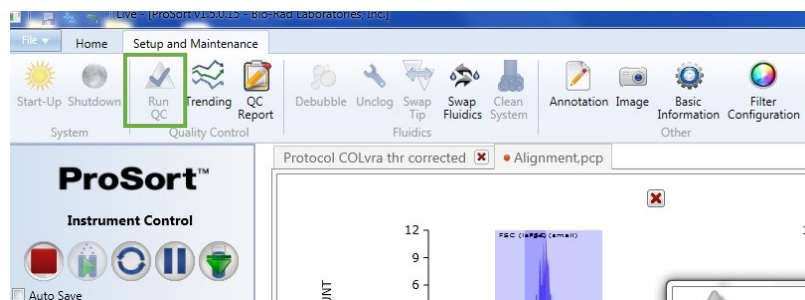 Live - [ProSort v1.5.0.15 - Bio-Rad Laboratories, Inc.]
File Home Setup and Maintenance
Start-Up Shutdown Run QC Trending QC Report Debubble Unclog Swap Tip Swap Fluidics Clean System Annotation Image Basic Information Filter Configuration
System Quality Control Fluidics Other
Protocol COLvra thr corrected Alignment.pcp
ProSort™
Instrument Control
12
FSC (small)
9
6
Auto Save